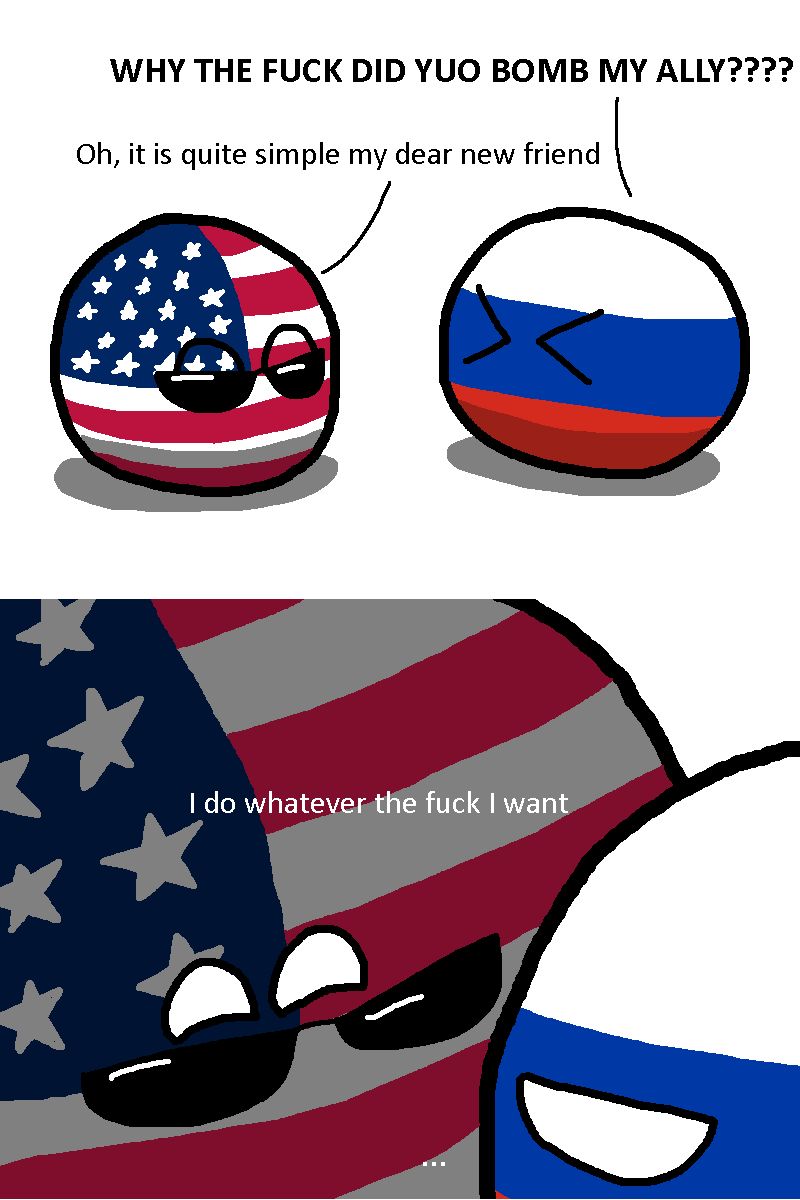 WHY THE FUCK DID YUO BOMB MY ALLY????
Oh, it is quite simple my dear new friend
I do whatever the fuck I want
...